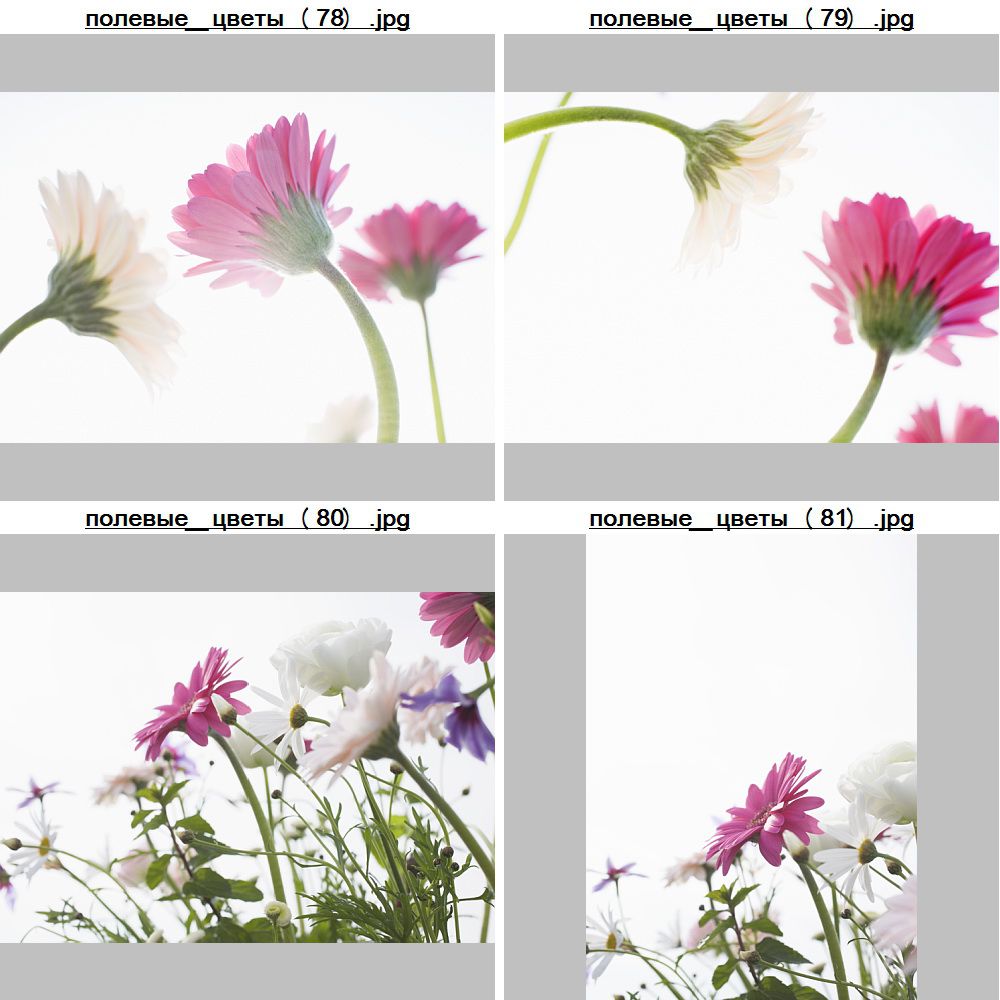 полевые__цветы (78) .jpg
полевые__цветы (79) .jpg
полевые__цветы (80) .jpg
полевые__цветы (81) .jpg